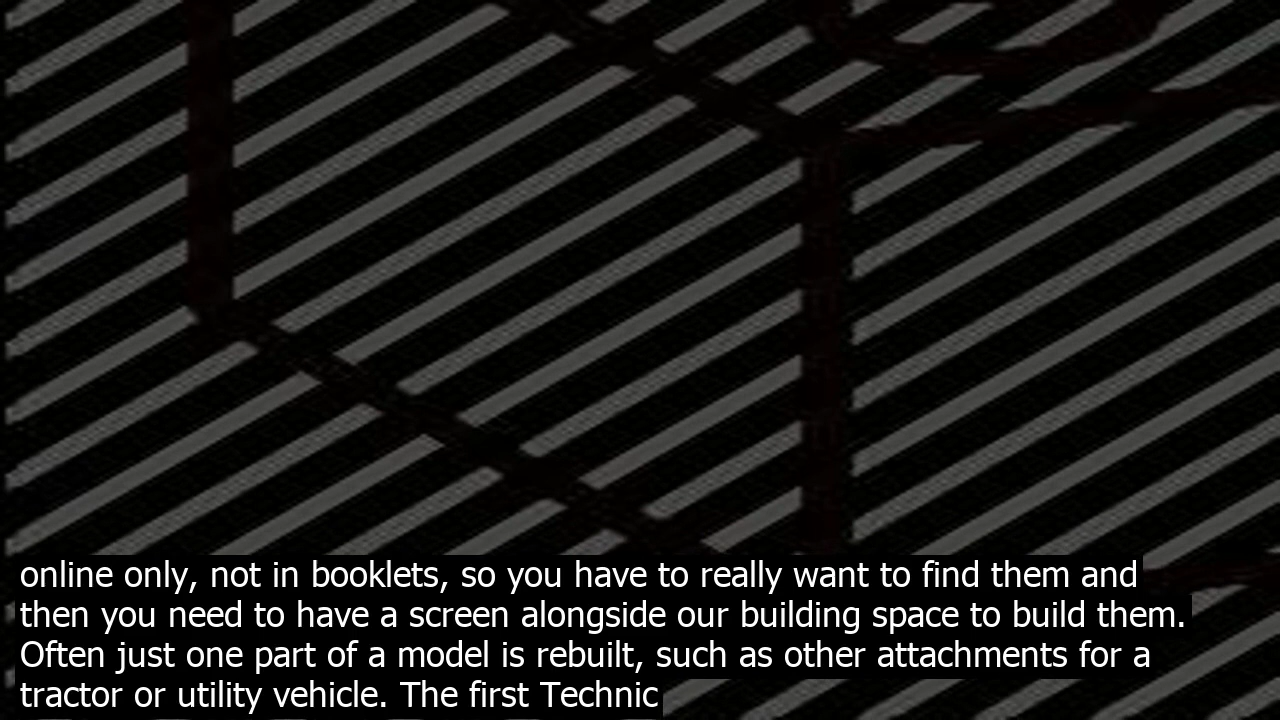 online only, not in booklets, so you have to really want to find them and
then you need to have a screen alongside our building space to build them.
Often just one part of a model is rebuilt, such as other attachments for a
tractor or utility vehicle. The first Technic